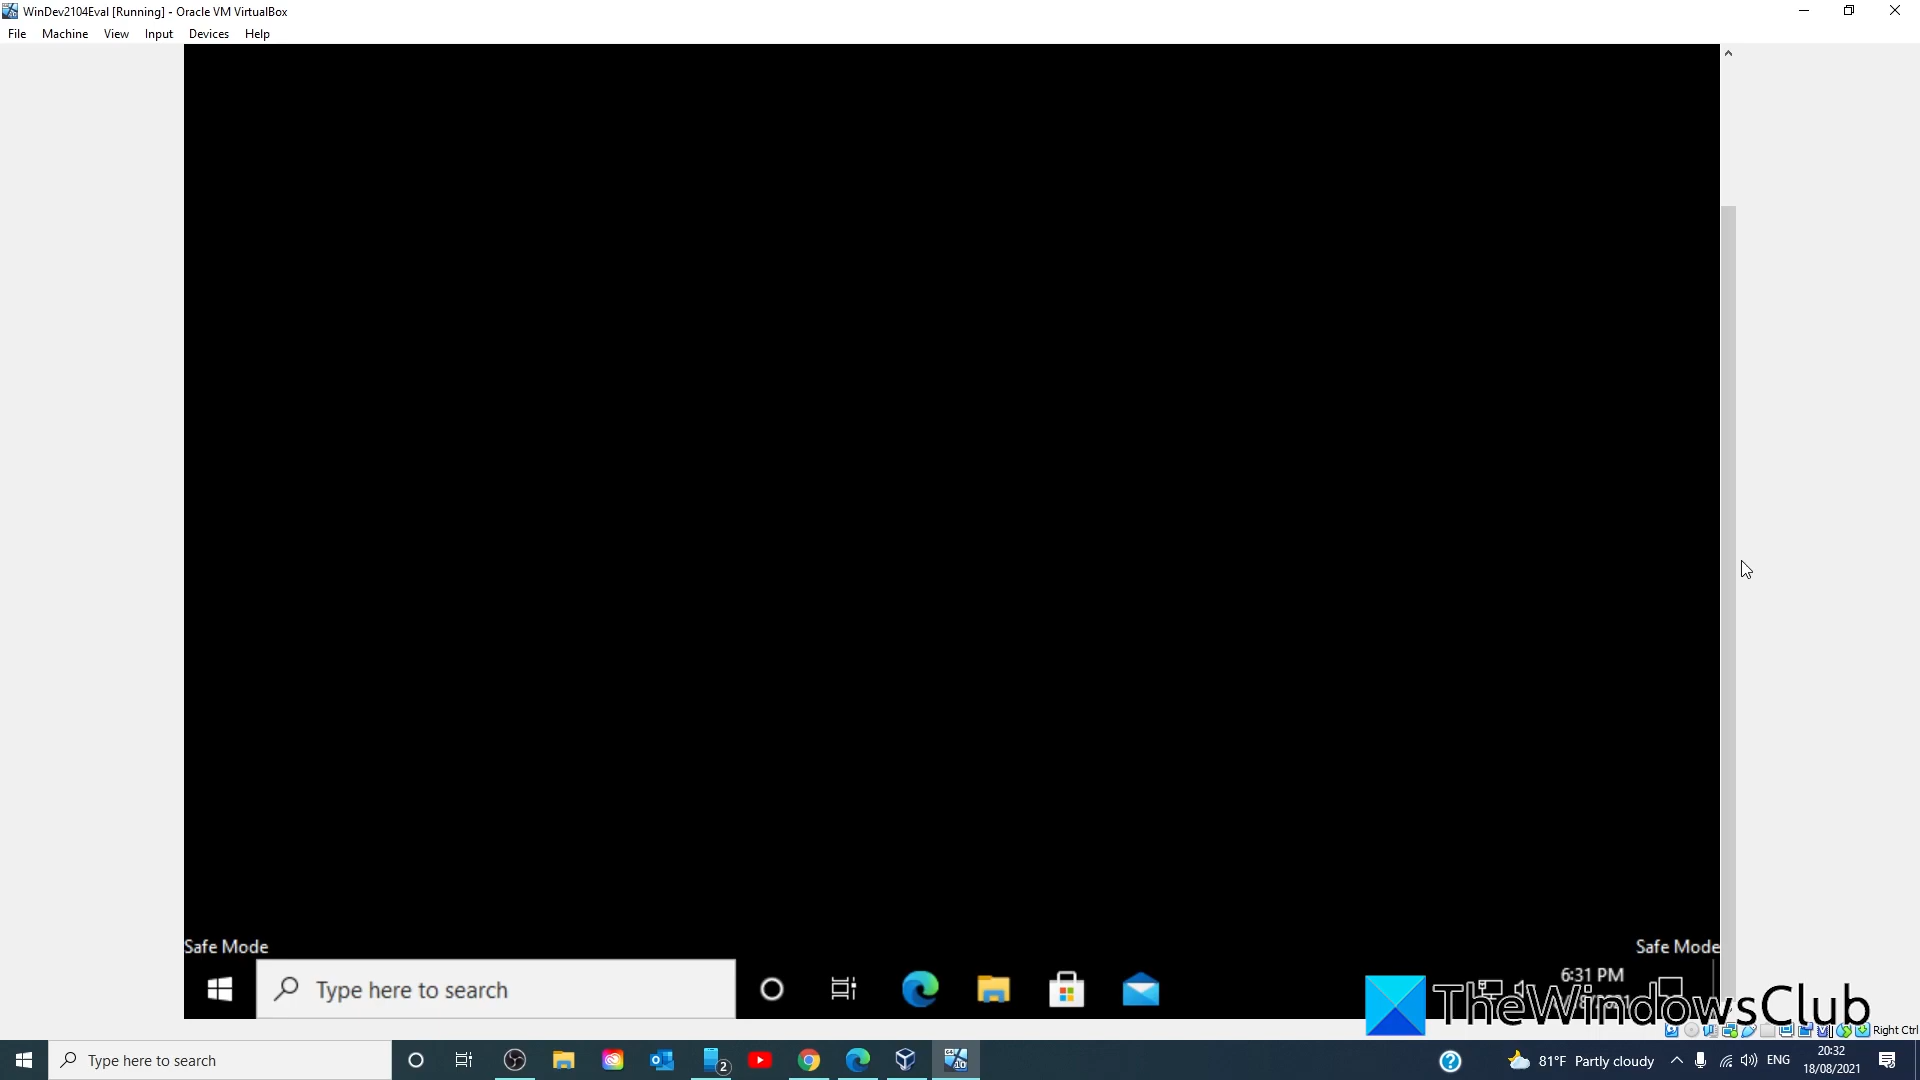 WinDev2104Eval [Running] - Oracle VM VirtualBox
File Machine View Input Devices Help
Safe Mode
Safe Mode
Type here to search
6:31 PM
TheWindowsClub
Right Ctrl
Type here to search
2
81°F Partly cloudy
ENG
20:32
18/08/2021